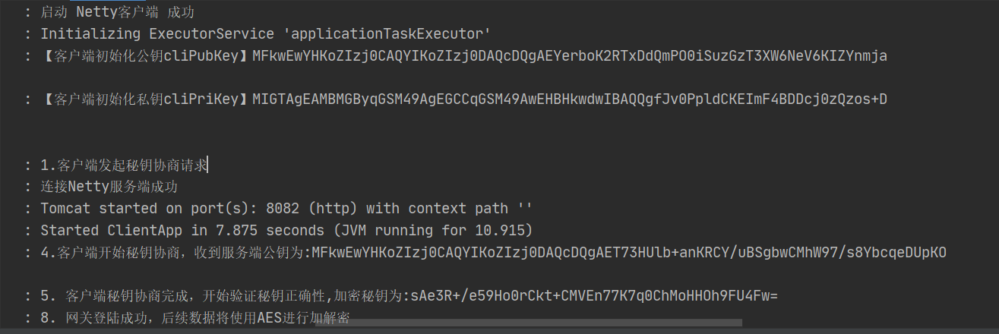 : 启动 Netty客户端 成功
: Initializing ExecutorService 'applicationTaskExecutor'
: 【客户端初始化公钥cliPubKey】MFkwEwYHKoZIzj0CAQYIKoZIzj0DAQcDQgAEYerboK2RTxDdQmPO0iSuzGzT3XW6NeV6KIZYnmja
: 【客户端初始化私钥cliPriKey】MIGTAgEAMBMGByqGSM49AgEGCCqGSM49AwEHBHkwdwIBAQQgfJv0PpldCKEImF4BDDcj0zQzos+D
: 1.客户端发起秘钥协商请求
: 连接Netty服务端成功
: Tomcat started on port(s): 8082 (http) with context path ''
: Started ClientApp in 7.875 seconds (JVM running for 10.915)
: 4.客户端开始秘钥协商，收到服务端公钥为:MFkwEwYHKoZIzj0CAQYIKoZIzj0DAQcDQgAET73HUlb+anKRCY/uBSgbwCMhW97/s8YbcqeDUpKO
: 5. 客户端秘钥协商完成，开始验证秘钥正确性,加密秘钥为:sAe3R+/e59Ho0rCkt+CMVEn77K7q0ChMoHHOh9FU4Fw=
: 8. 网关登陆成功，后续数据将使用AES进行加解密